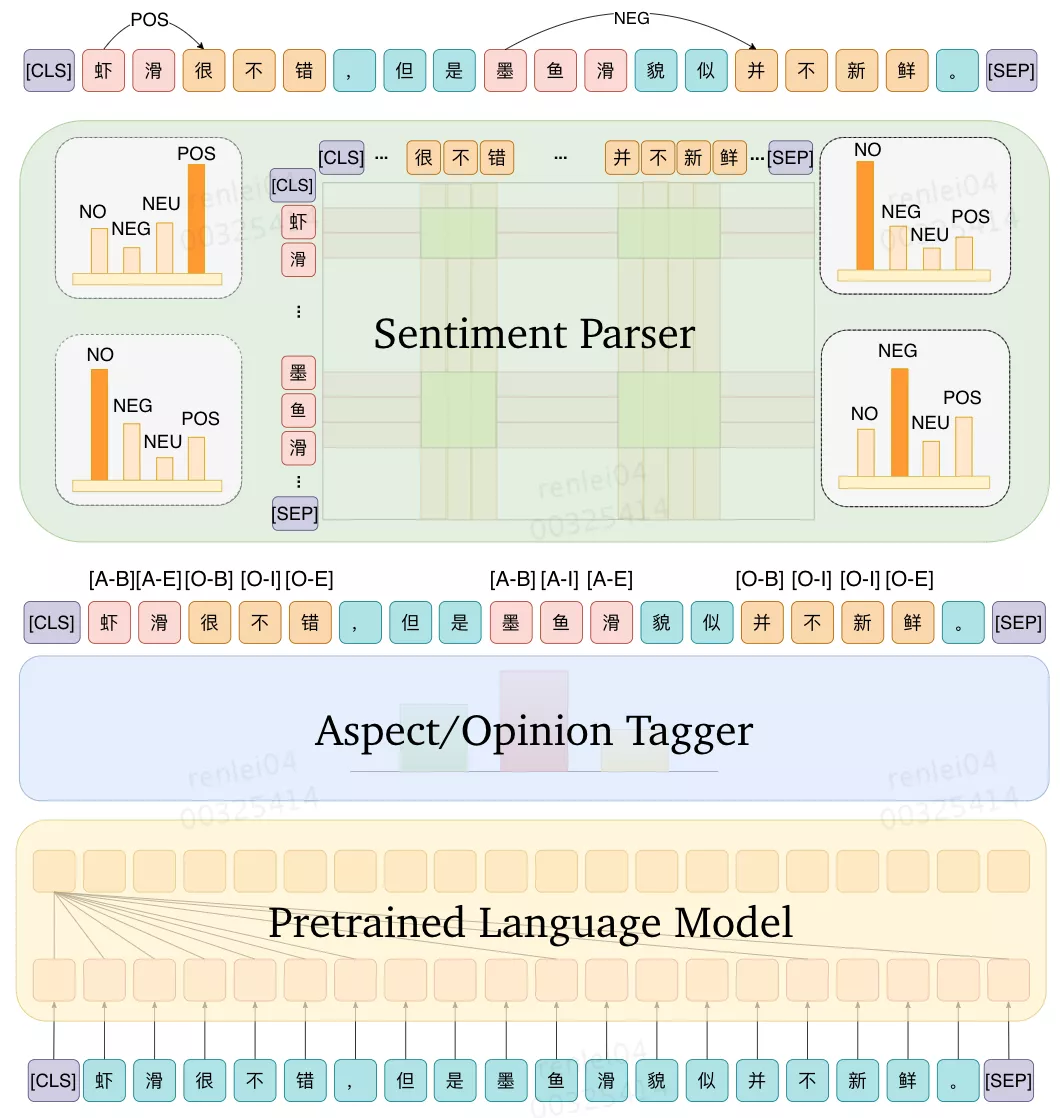 POS NEG
[CLS] 虾 滑 很 不 错 , 但 是 墨 鱼 滑 貌 似 并 不 新 鲜 。 [SEP]
[CLS] ... 很 不 错 ... 并 不 新 鲜 ... [SEP]
[CLS]
虾
滑
...
墨
鱼
滑
...
[SEP]
NO NEG NEU POS
NO NEG NEU POS
NO NEG NEU POS
NO NEG NEU POS
Sentiment Parser
renlei04
00325414
renlei04
renlei04
00325414
[A-B] [A-E] [O-B] [O-I] [O-E] [A-B] [A-I] [A-E] [O-B] [O-I] [O-I] [O-E]
[CLS] 虾 滑 很 不 错 , 但 是 墨 鱼 滑 貌 似 并 不 新 鲜 。 [SEP]
Aspect/Opinion Tagger
renlei04
00325414
renlei04
00325414
Pretrained Language Model
[CLS] 虾 滑 很 不 错 , 但 是 墨 鱼 滑 貌 似 并 不 新 鲜 。 [SEP]
renlei04
00325414